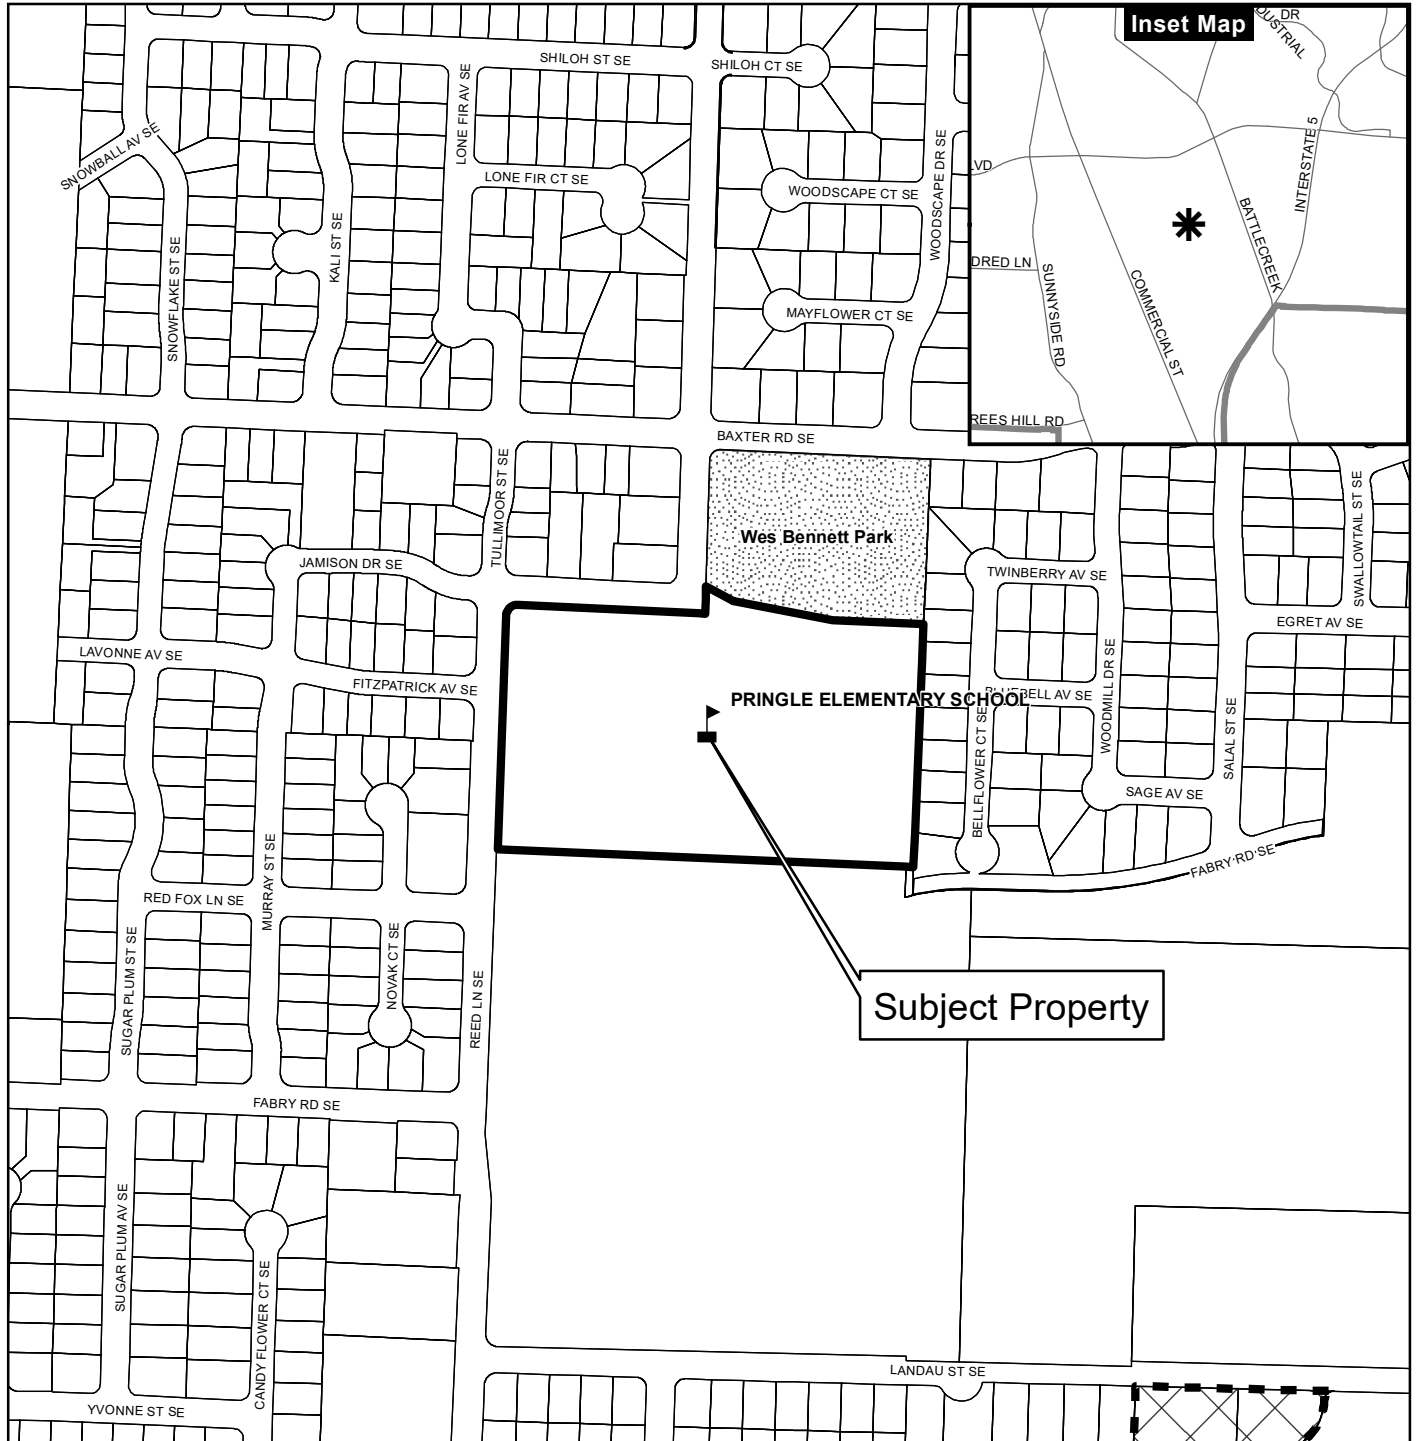 Inset Map
DR
INDUSTRIAL
INTERSTATE 5
LVD
BATTLECREEK
DRED LN
SUNNYSIDE RD
COMMERCIAL ST
REES HILL RD
SHILOH ST SE
SHILOH CT SE
LONE FIR AV SE
SNOWBALL AV SE
LONE FIR CT SE
WOODSCAPE CT SE
WOODSCAPE DR SE
KALI ST SE
SNOWFLAKE ST SE
MAYFLOWER CT SE
BAXTER RD SE
TULLIMOOR ST SE
SWALLOWTAIL ST SE
Wes Bennett Park
JAMISON DR SE
TWINBERRY AV SE
EGRET AV SE
LAVONNE AV SE
FITZPATRICK AV SE
WOODMILL DR SE
BLUEBELL AV SE
PRINGLE ELEMENTARY SCHOOL
SALAL ST SE
BELLFLOWER CT SE
SAGE AV SE
MURRAY ST SE
FABRY RD SE
RED FOX LN SE
SUGAR PLUM ST SE
NOVAK CT SE
REED LN SE
Subject Property
FABRY RD SE
SUGAR PLUM AV SE
CANDY FLOWER CT SE
LANDAU ST SE
YVONNE ST SE